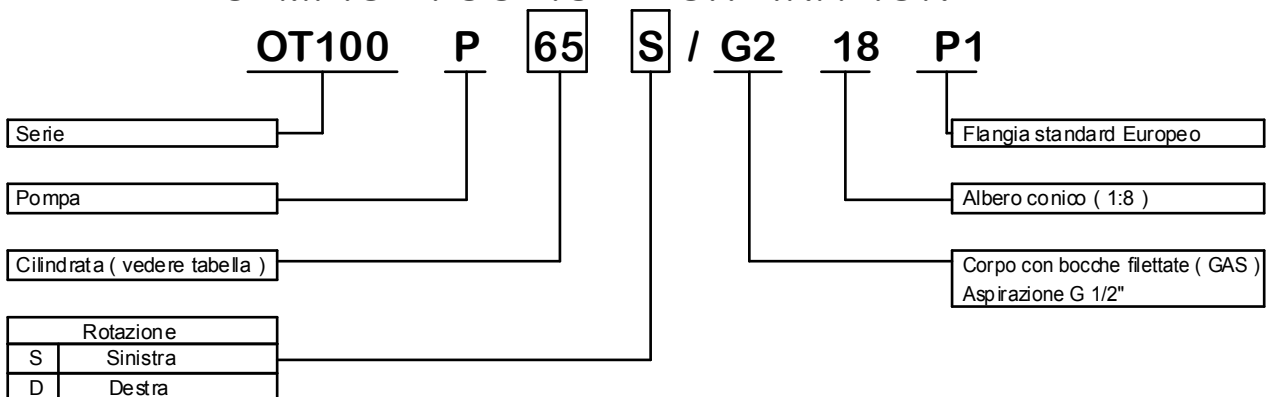 OT100 P 65 S / G2 18 P1
Serie
Flangia standard Europeo
Pompa
Albero conico ( 1:8 )
Cilindrata ( vedere tabella )
Corpo con bocche filettate ( GAS )
Aspirazione G 1/2"
Rotazione
S Sinistra
D Destra